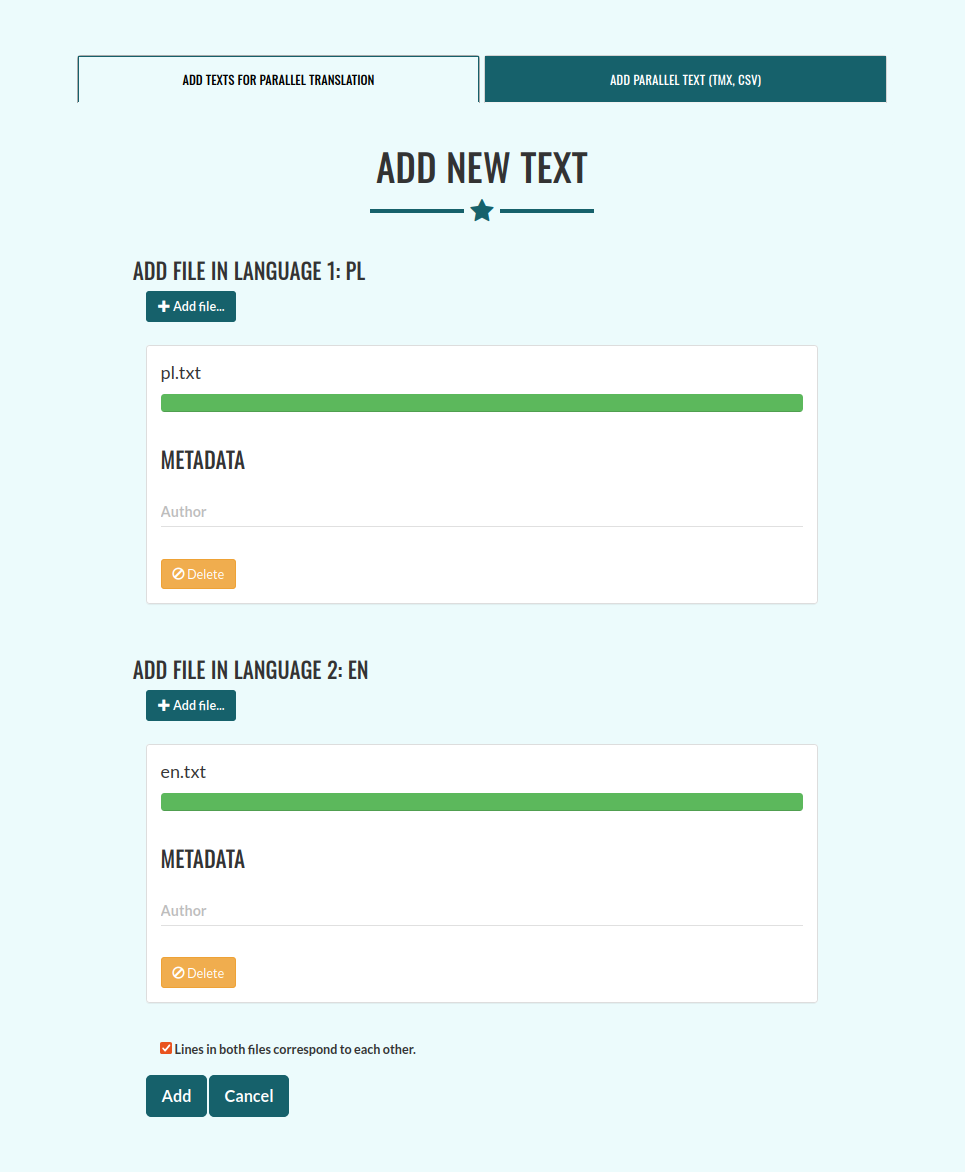 ADD TEXTS FOR PARALLEL TRANSLATION
ADD PARALLEL TEXT (TMX, CSV)
ADD NEW TEXT
ADD FILE IN LANGUAGE 1: PL
Add file...
pl.txt
METADATA
Author
Delete
ADD FILE IN LANGUAGE 2: EN
Add file...
en.txt
METADATA
Author
Delete
Lines in both files correspond to each other.
Add
Cancel